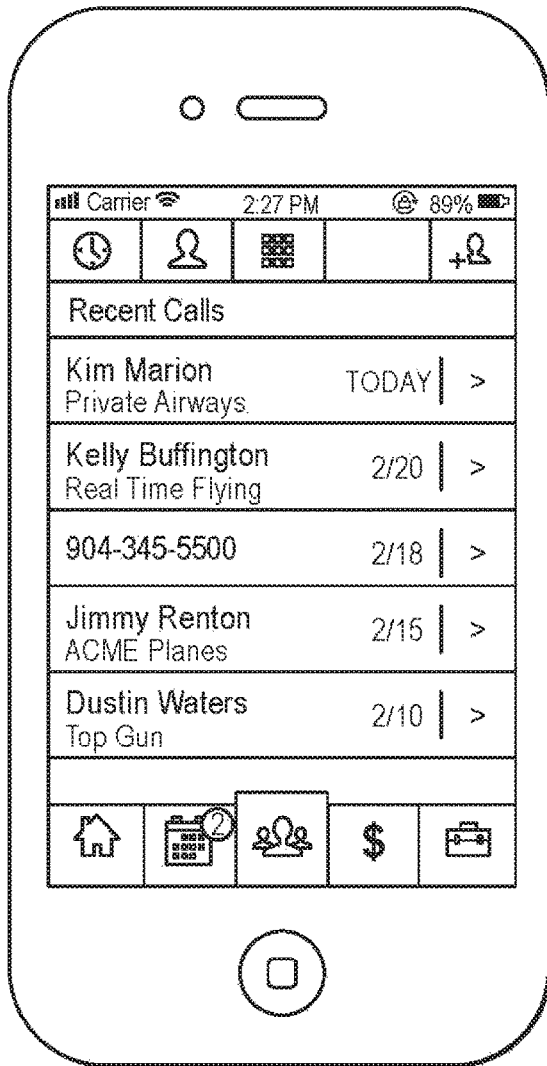 Carrier 2:27 PM 89%
Recent Calls
Kim Marion
Private Airways
TODAY >
Kelly Buffington
Real Time Flying
2/20 >
904-345-5500 2/18 >
Jimmy Renton
ACME Planes
2/15 >
Dustin Waters
Top Gun
2/10 >
2
$